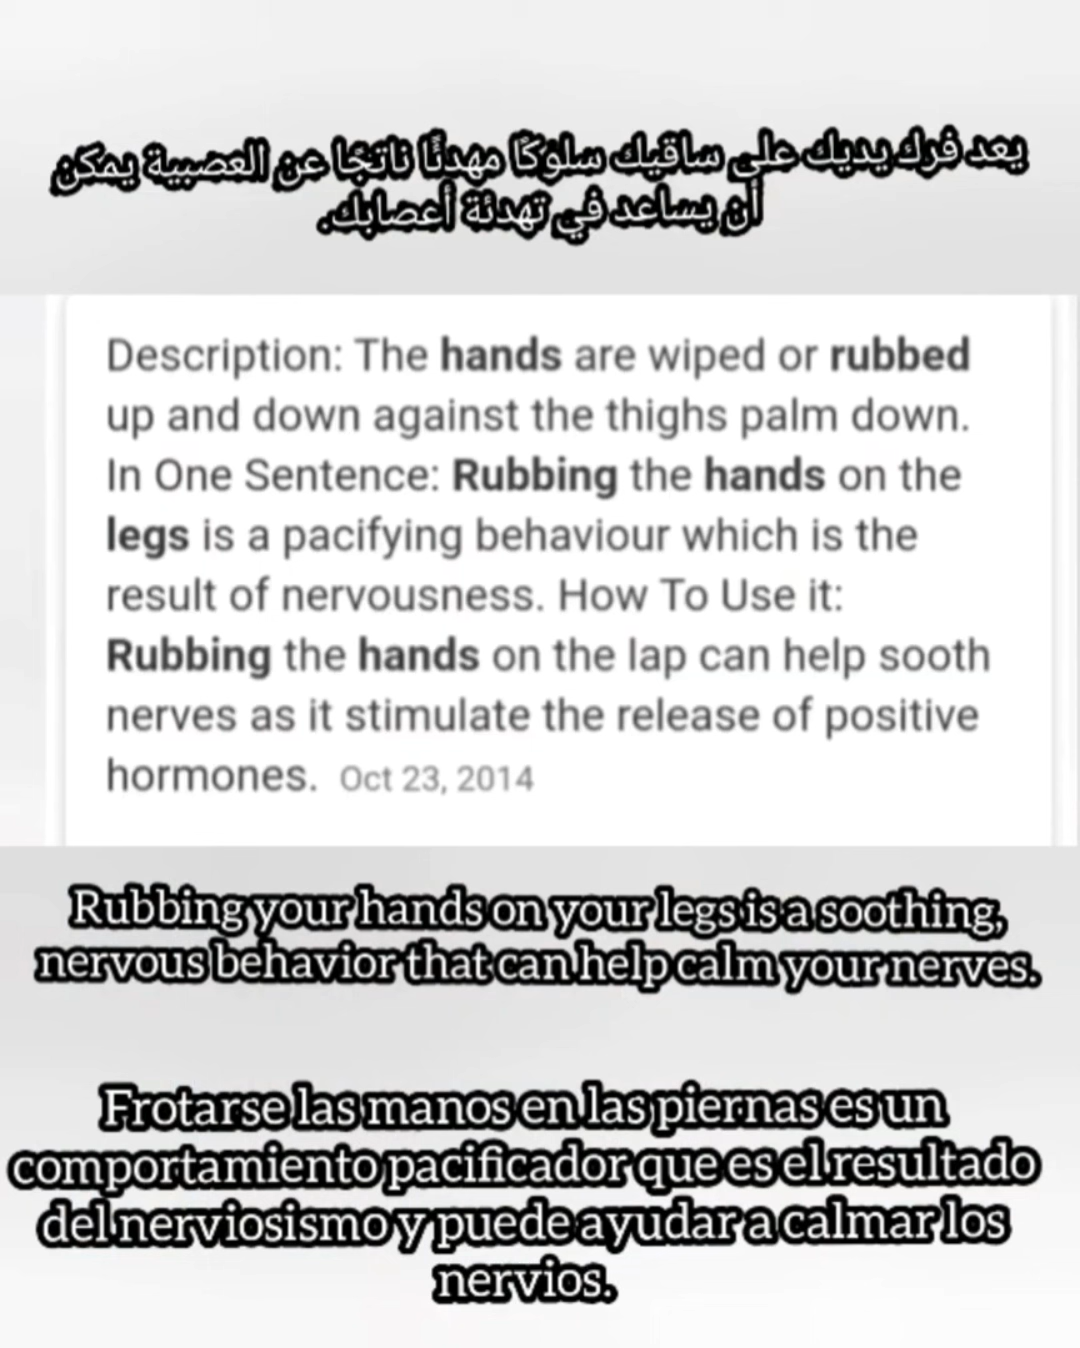 يعد فرك يديك على ساقيك سلوكًا مهدئًا ناتجًا عن العصبية يمكن
أن يساعد في تهدئة أعصابك.
Description: The hands are wiped or rubbed
up and down against the thighs palm down.
In One Sentence: Rubbing the hands on the
legs is a pacifying behaviour which is the
result of nervousness. How To Use it:
Rubbing the hands on the lap can help sooth
nerves as it stimulate the release of positive
hormones. Oct 23, 2014
Rubbing your hands on your legs is a soothing,
nervous behavior that can help calm your nerves.
Frotarse las manos en las piernas es un
comportamiento pacificador que es el resultado
del nerviosismo y puede ayudar a calmar los
nervios.